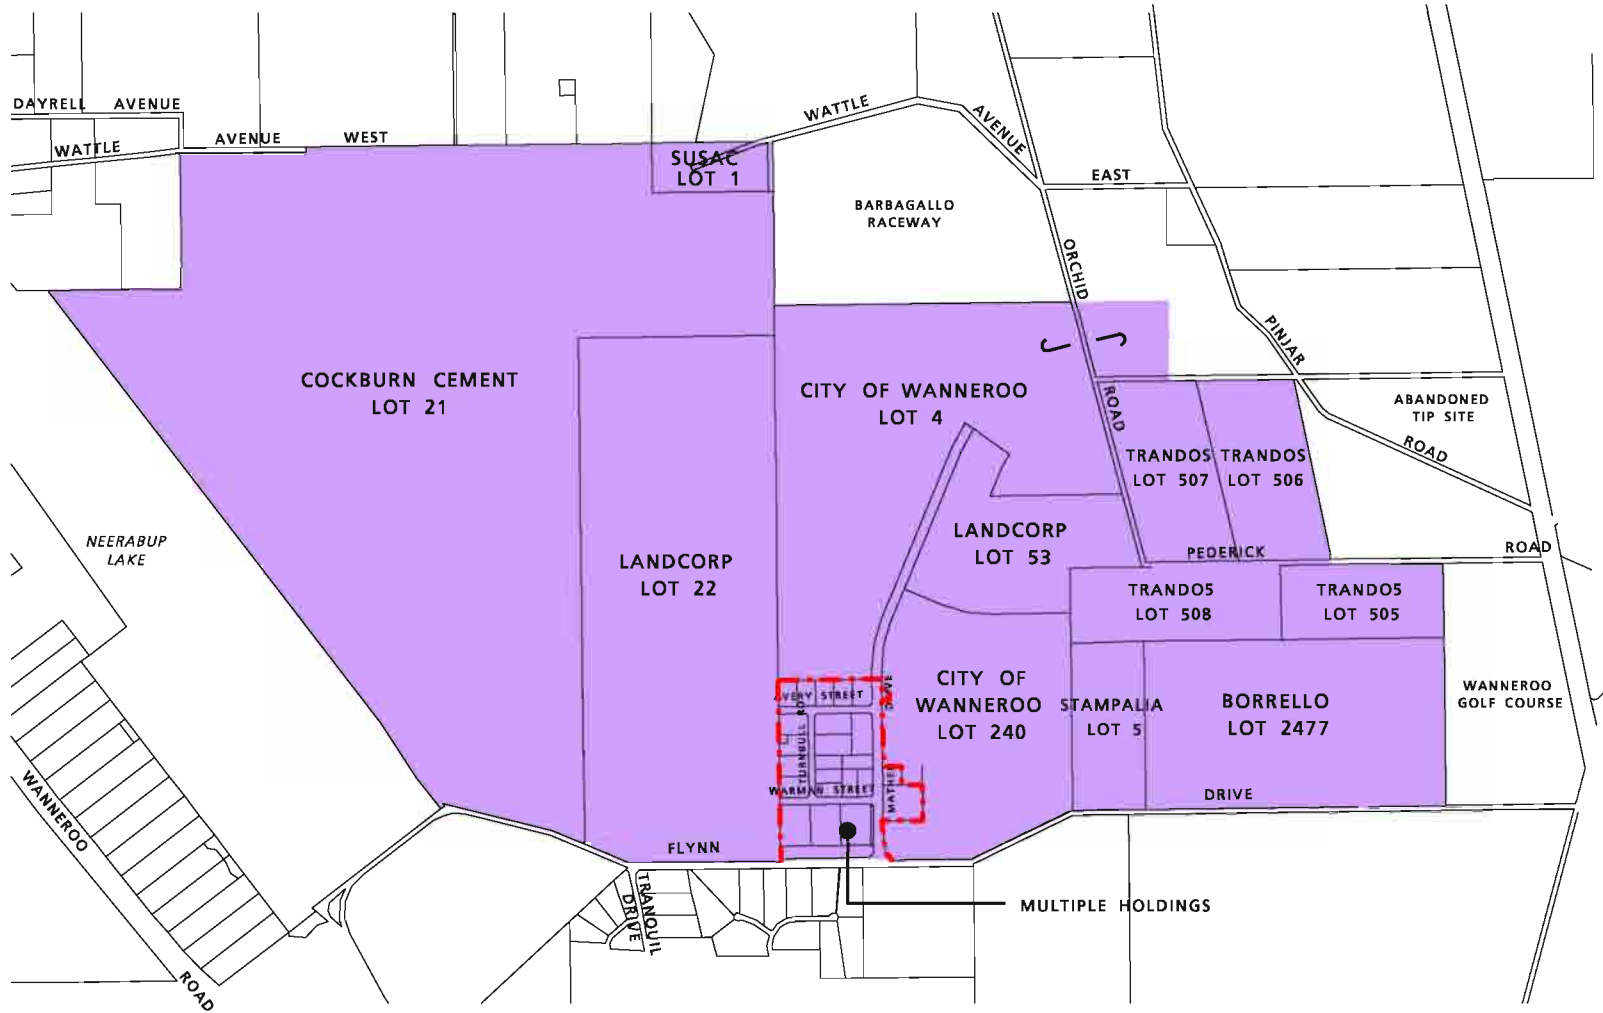 DAYRELL AVENUE
WATTLE AVENUE WEST
WATTLE
AVENUE
EAST
SUSAC
LOT 1
BARBAGALLO
RACEWAY
ORCHID
ROAD
PINJAR
ROAD
COCKBURN CEMENT
LOT 21
CITY OF WANNEROO
LOT 4
ABANDONED
TIP SITE
TRANDOS
LOT 507
TRANDOS
LOT 506
NEERABUP
LAKE
LANDCORP
LOT 22
LANDCORP
LOT 53
PEDERICK
ROAD
TRANDO5
LOT 508
TRANDO5
LOT 505
CITY OF
WANNEROO
LOT 240
STAMPALIA
LOT 5
BORRELLO
LOT 2477
WANNEROO
GOLF COURSE
AVERY STREET
TURNBULL RD
DRIVE
MATHER
WARMAN STREET
DRIVE
FLYNN
WANNEROO
ROAD
TRANQUIL
DRIVE
MULTIPLE HOLDINGS